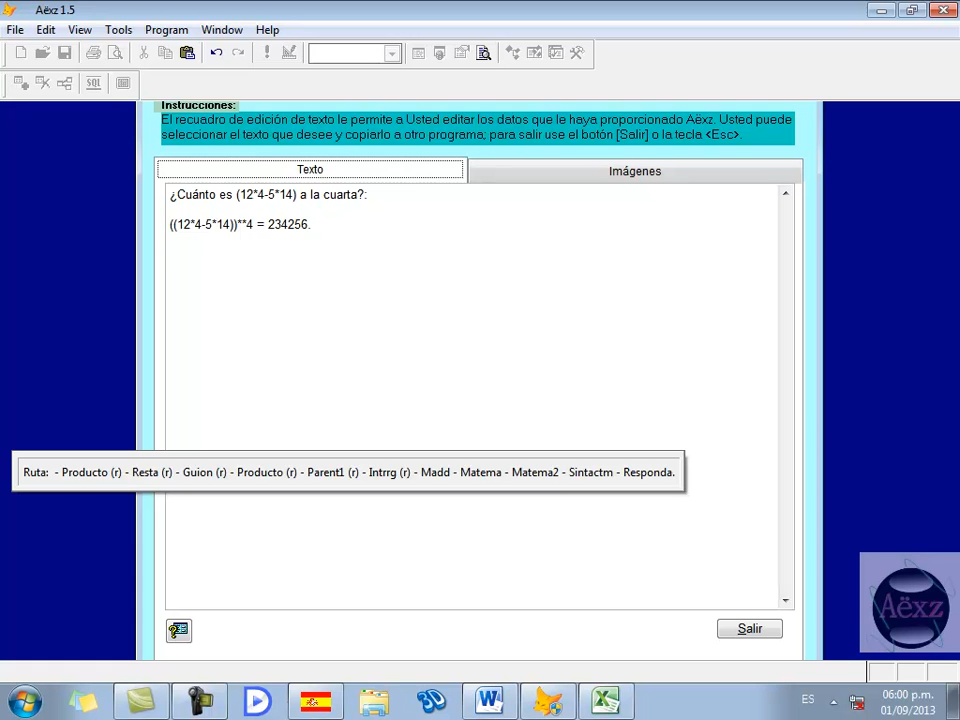 Aëxz 1.5
File Edit View Tools Program Window Help
SQL
Instrucciones:
El recuadro de edición de texto le permite a Usted editar los datos que le haya proporcionado Aëxz. Usted puede
seleccionar el texto que desee y copiarlo a otro programa; para salir use el botón [Salir] o la tecla <Esc>.
Texto Imágenes
¿Cuánto es (12*4-5*14) a la cuarta?:
((12*4-5*14))**4 = 234256.
Ruta: - Producto (r) - Resta (r) - Guion (r) - Producto (r) - Parent1 (r) - Intrrg (r) - Madd - Matema - Matema2 - Sintactm - Responda.
Aëxz
Salir
ES
06:00 p.m.
01/09/2013